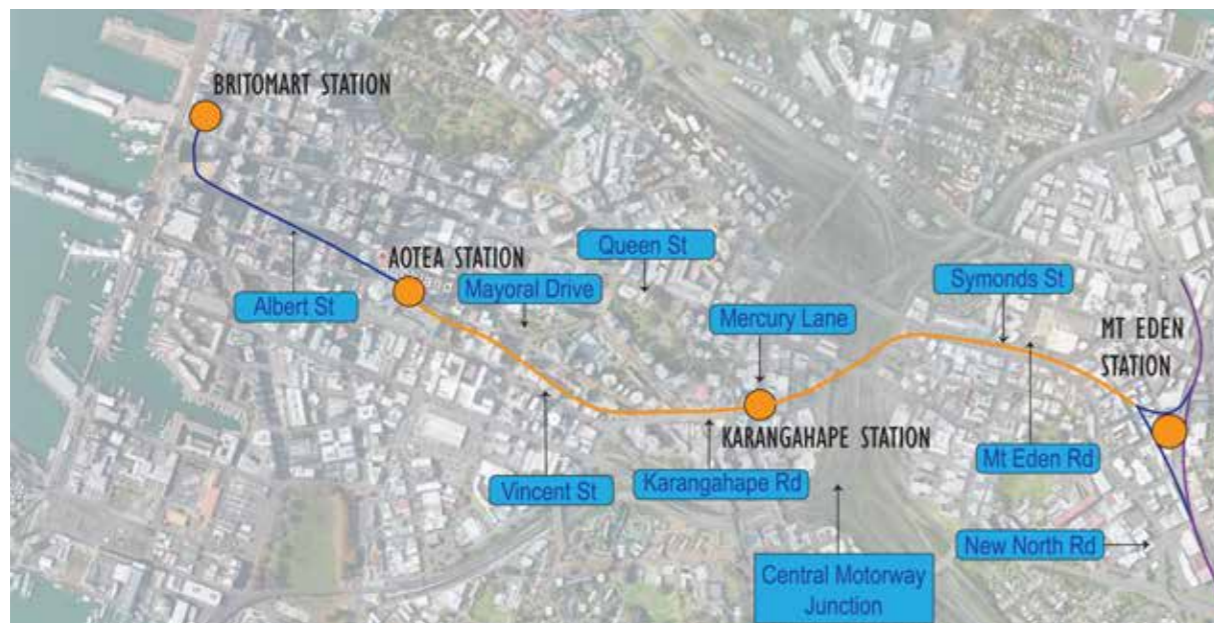 BRITOMART STATION
AOTEA STATION
Albert St
Mayoral Drive
Queen St
Mercury Lane
Symonds St
MT EDEN
STATION
KARANGAHAPE STATION
Vincent St
Karangahape Rd
Mt Eden Rd
New North Rd
Central Motorway
Junction